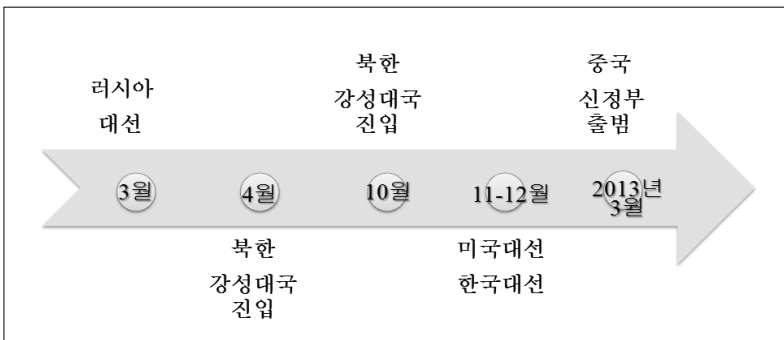 러시아
대선
북한
강성대국
진입
중국
신정부
출범
3월
4월
10월
11-12월
2013년
3월
북한
강성대국
진입
미국대선
한국대선